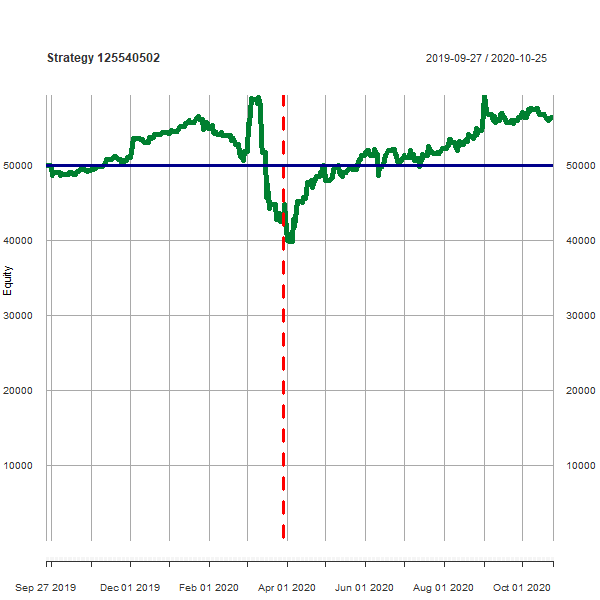 Strategy 125540502
2019-09-27 / 2020-10-25
50000
50000
40000
40000
Equity
30000
30000
20000
20000
10000
10000
Sep 27 2019
Dec 01 2019
Feb 01 2020
Apr 01 2020
Jun 01 2020
Aug 01 2020
Oct 01 2020